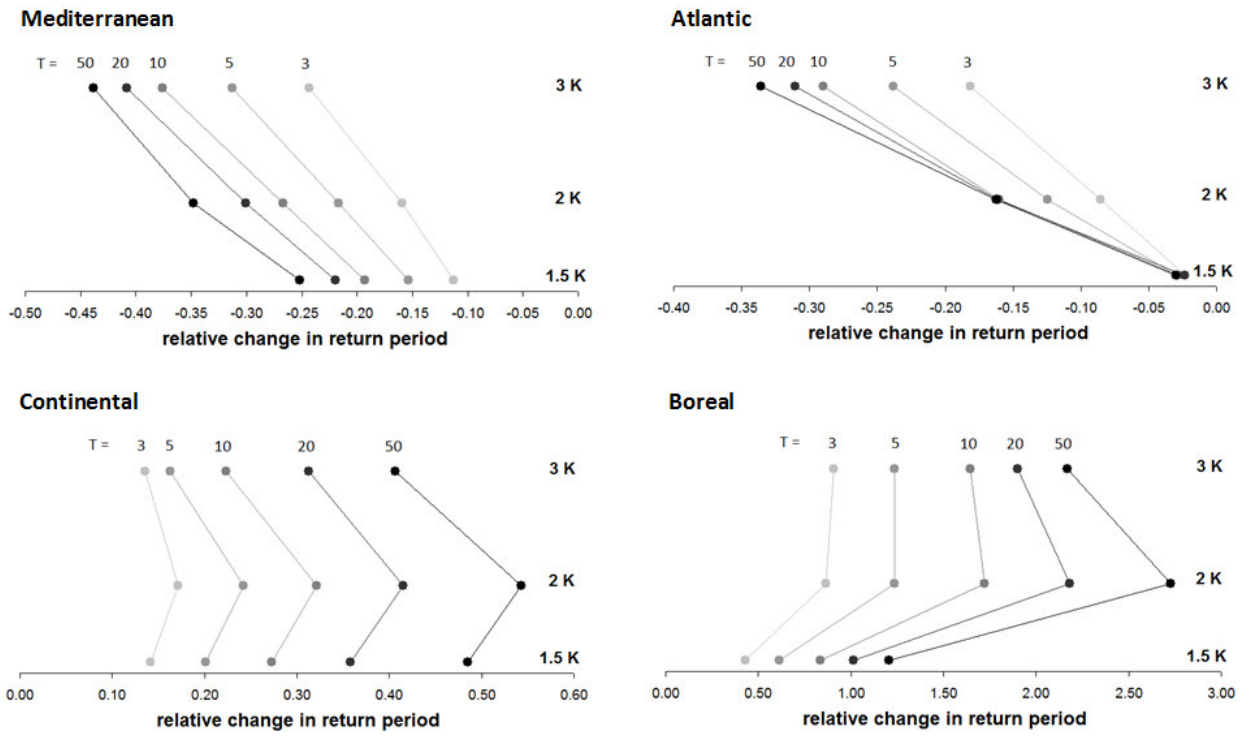 Mediterranean
T = 50 20 10 5 3
3 K
2 K
1.5 K
-0.50 -0.45 -0.40 -0.35 -0.30 -0.25 -0.20 -0.15 -0.10 -0.05 0.00
relative change in return period
Atlantic
T = 50 20 10 5 3
3 K
2 K
1.5 K
-0.40 -0.35 -0.30 -0.25 -0.20 -0.15 -0.10 -0.05 0.00
relative change in return period
Continental
T = 3 5 10 20 50
3 K
2 K
1.5 K
0.00 0.10 0.20 0.30 0.40 0.50 0.60
relative change in return period
Boreal
T = 3 5 10 20 50
3 K
2 K
1.5 K
0.00 0.50 1.00 1.50 2.00 2.50 3.00
relative change in return period